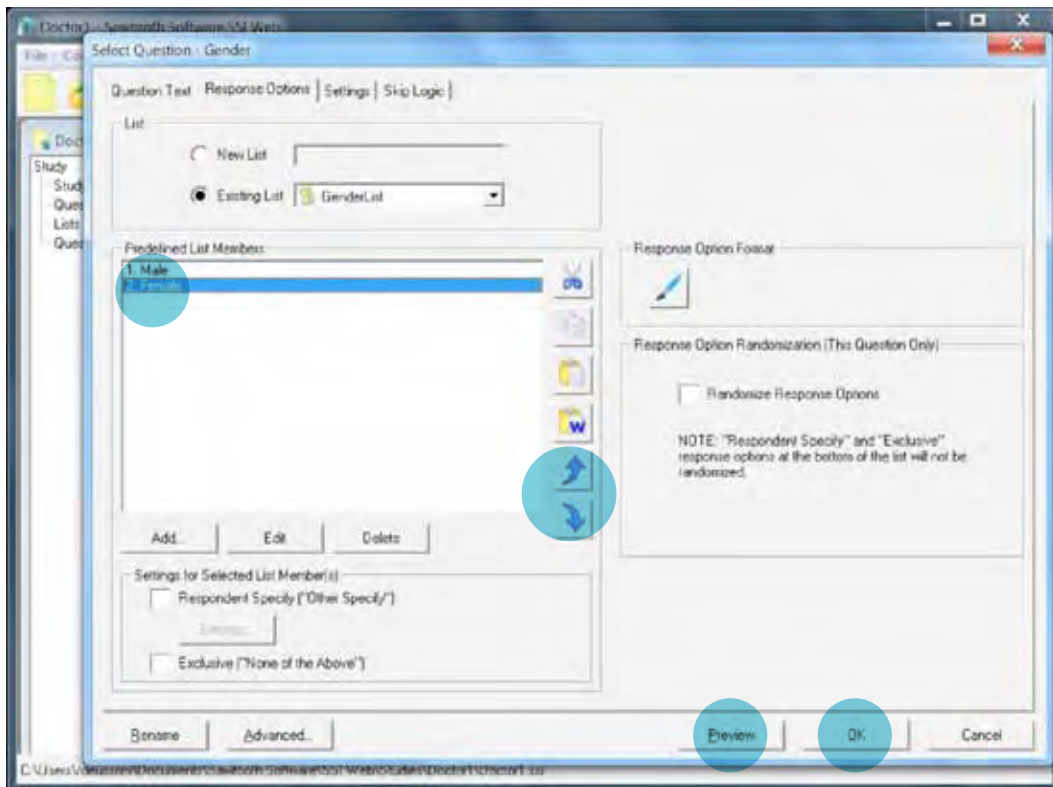 Doctor1 - Sawtooth Software SSI Web
File
Select Question - Gender
Question Text Response Options Settings Skip Logic
List
New List
Existing List GenderList
Study
Lists
Predefined List Members
1. Male
2. Female
Response Option Format
Response Option Randomization (This Question Only)
Randomize Response Options
NOTE: "Respondent Specify" and "Exclusive"
response options at the bottom of the list will not be
randomized.
W
Add... Edit Delete
Settings for Selected List Member(s)
Respondent Specify ("Other Specify")
Exclusive ("None of the Above")
Rename Advanced... Preview OK Cancel